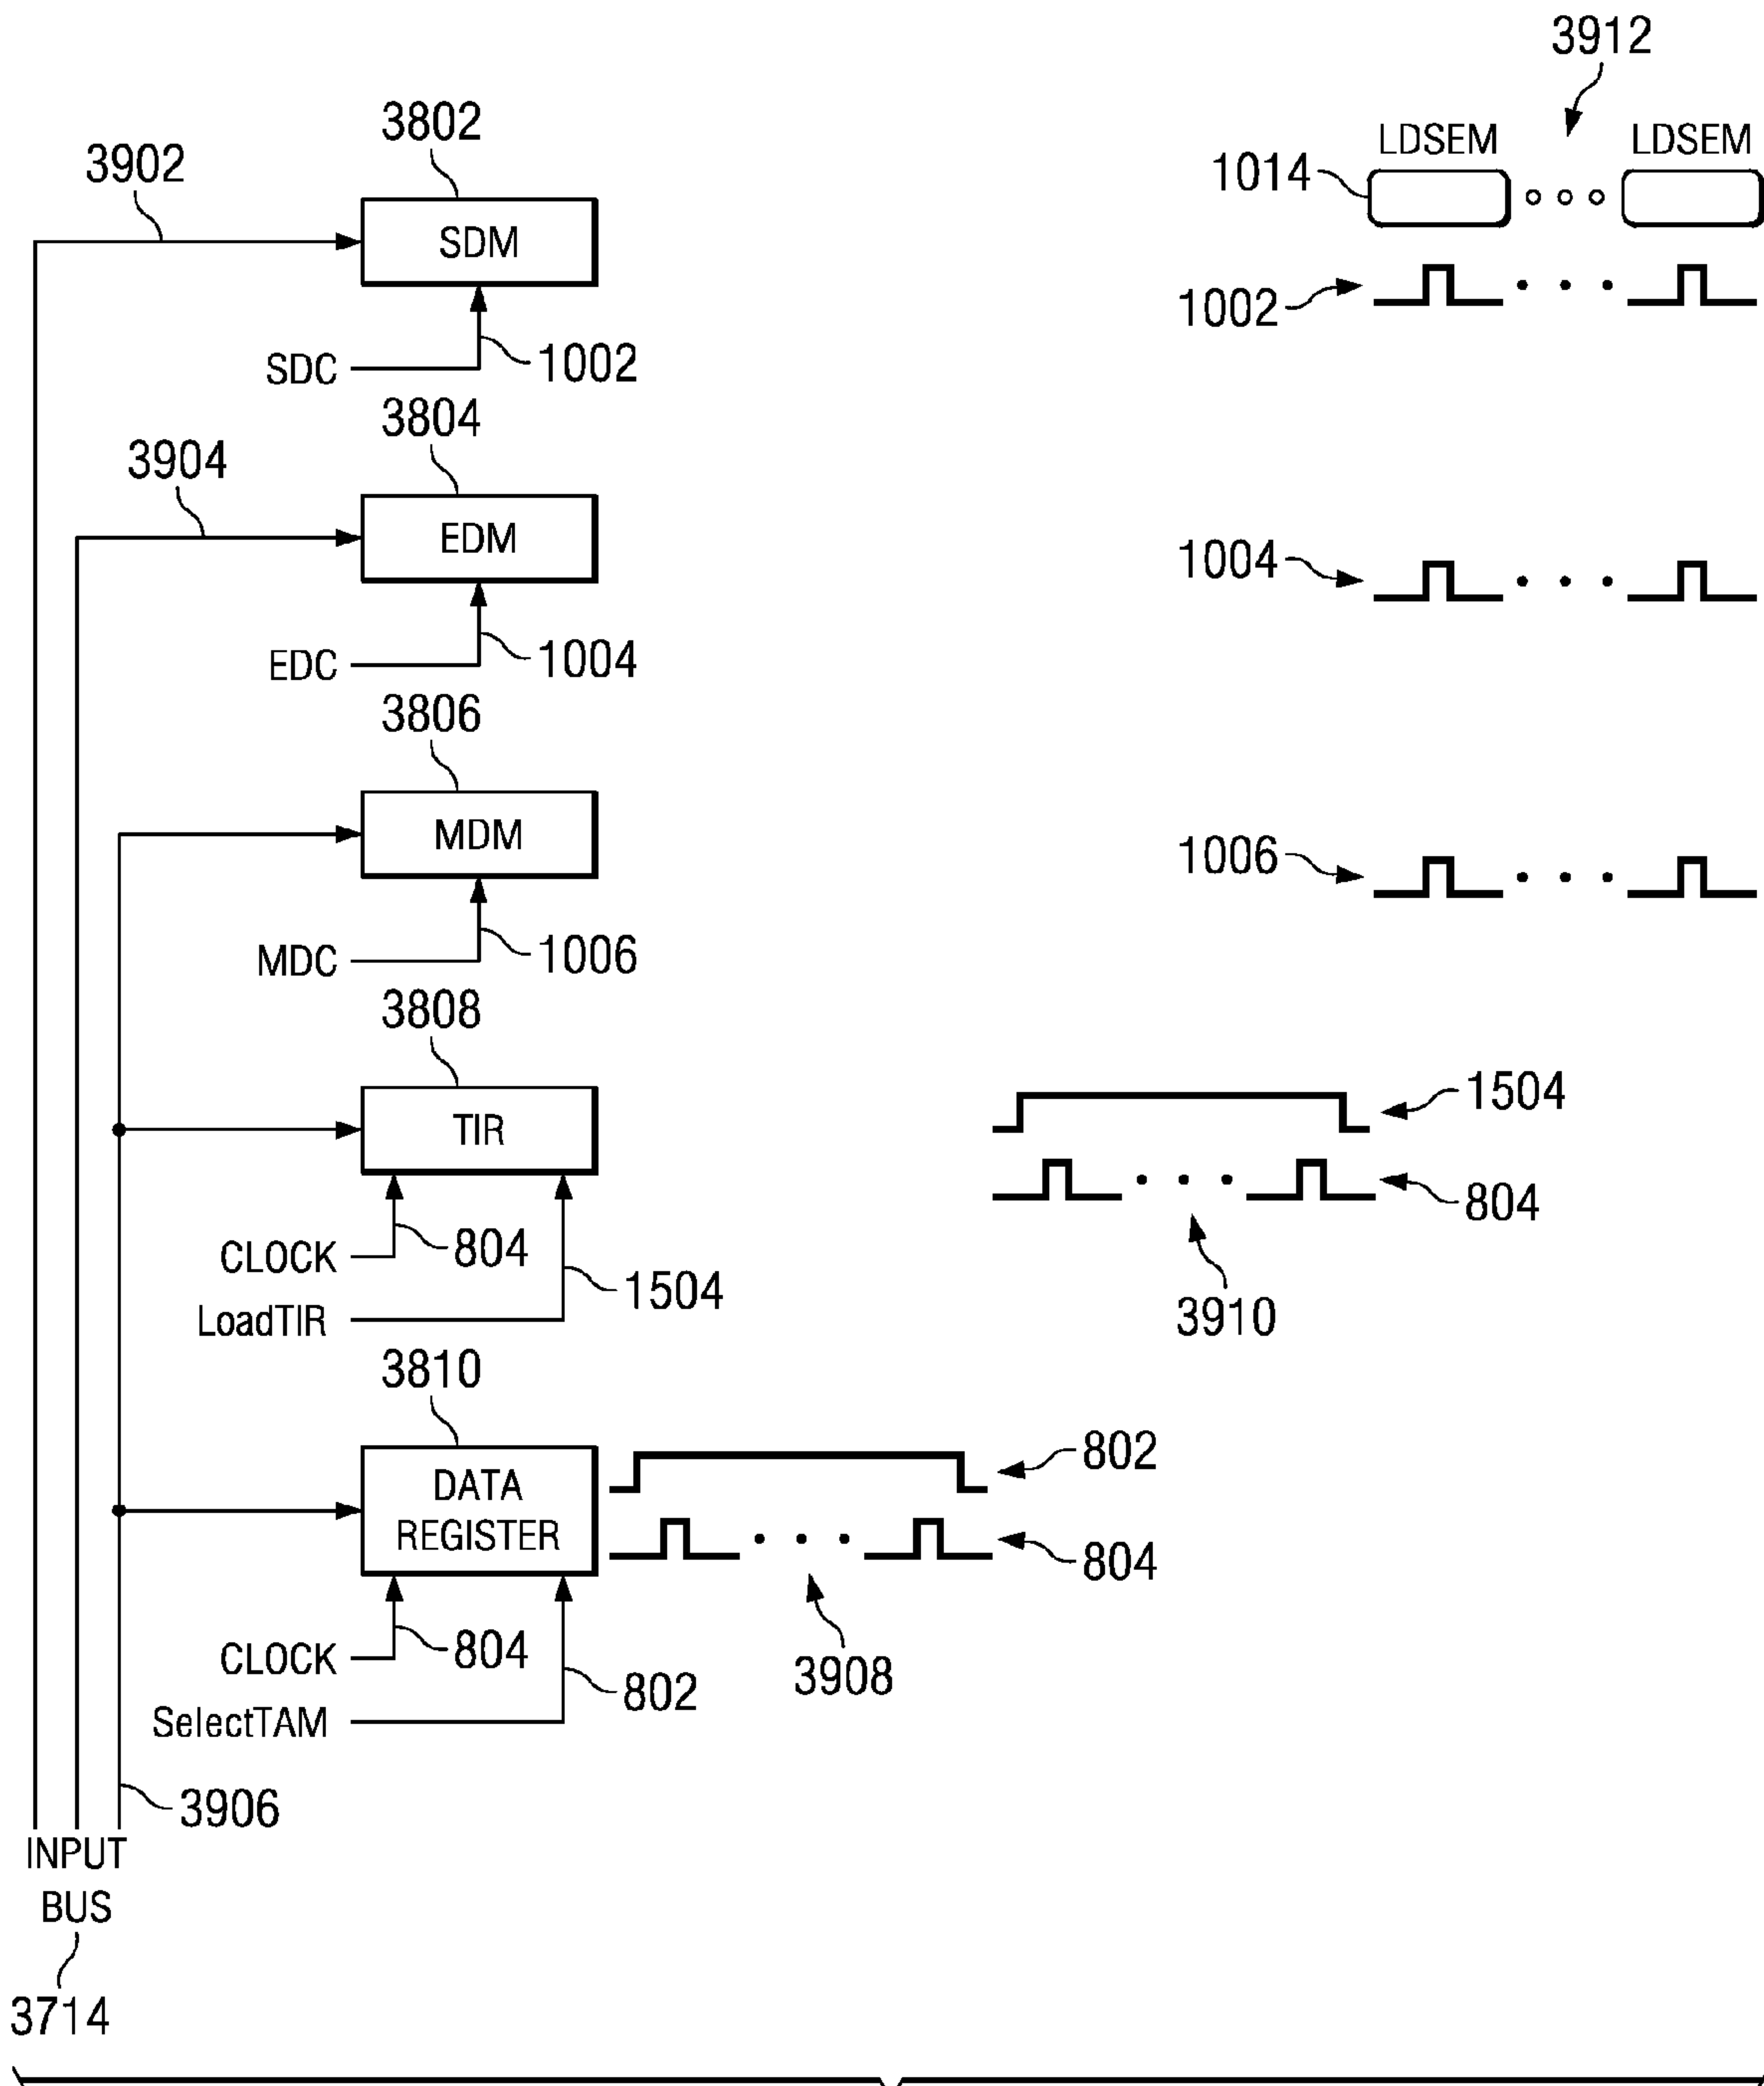 3912
3802
LDSEM LDSEM
3902
1014
SDM
1002
SDC 1002
3804
3904
EDM
1004
EDC 1004
3806
MDM
1006
MDC 1006
3808
1504
TIR
804
CLOCK 804
LoadTIR 1504
3910
3810
802
DATA
REGISTER
804
CLOCK 804
3908
SelectTAM 802
3906
INPUT
BUS
3714